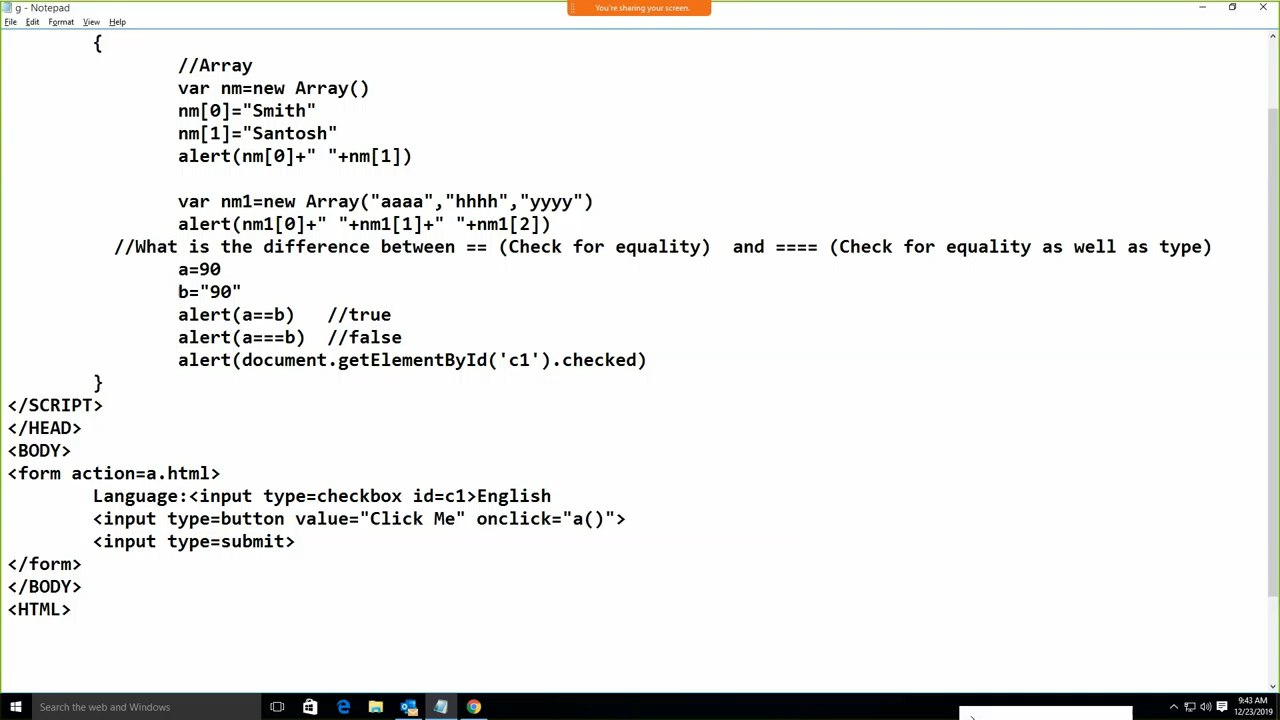 g - Notepad
You're sharing your screen.
File Edit Format View Help
{
//Array
var nm=new Array()
nm[0]="Smith"
nm[1]="Santosh"
alert(nm[0]+" "+nm[1])
var nm1=new Array("aaaa","hhhh","yyyy")
alert(nm1[0]+" "+nm1[1]+" "+nm1[2])
//What is the difference between == (Check for equality)  and ==== (Check for equality as well as type)
a=90
b="90"
alert(a==b)   //true
alert(a===b)  //false
alert(document.getElementById('c1').checked)
}
</SCRIPT>
</HEAD>
<BODY>
<form action=a.html>
Language:<input type=checkbox id=c1>English
<input type=button value="Click Me" onclick="a()">
<input type=submit>
</form>
</BODY>
<HTML>
Search the web and Windows
9:43 AM
12/23/2019